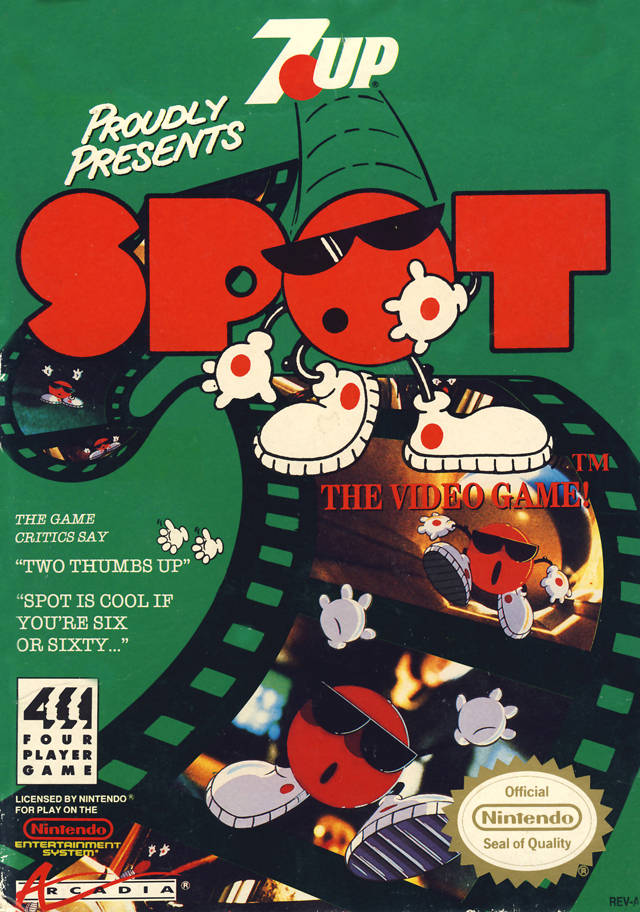 7UP®
PROUDLY
PRESENTS
SPOT
TM
THE VIDEO GAME!
THE GAME
CRITICS SAY
“TWO THUMBS UP”
“SPOT IS COOL IF
YOU'RE SIX
OR SIXTY...”
4
FOUR
PLAYER
GAME
LICENSED BY NINTENDO®
FOR PLAY ON THE
Nintendo
ENTERTAINMENT
SYSTEM®
ARCADIA®
Official
Nintendo
Seal of Quality
®
REV-A